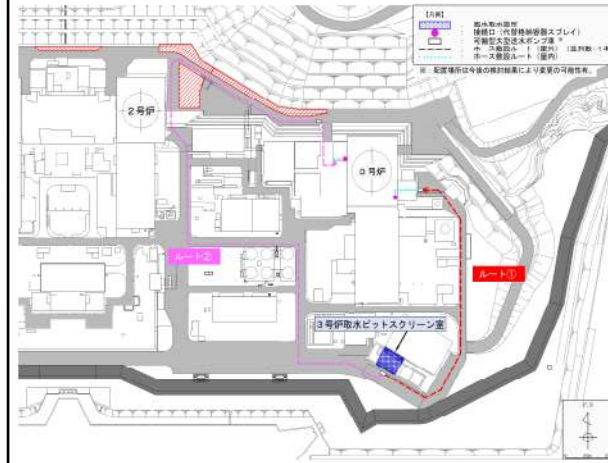 【凡例】
海水取水箇所
接続口（代替格納容器スプレイ）
可搬型大型送水ポンプ車 ※
ホース敷設ルート（屋外）
ホース敷設ルート（屋内）
※：配置場所は今後の検討結果により変更の可能性有。
2号炉
3号炉
ルート②
ルート①
3号炉取水ピットスクリーン室
P.N